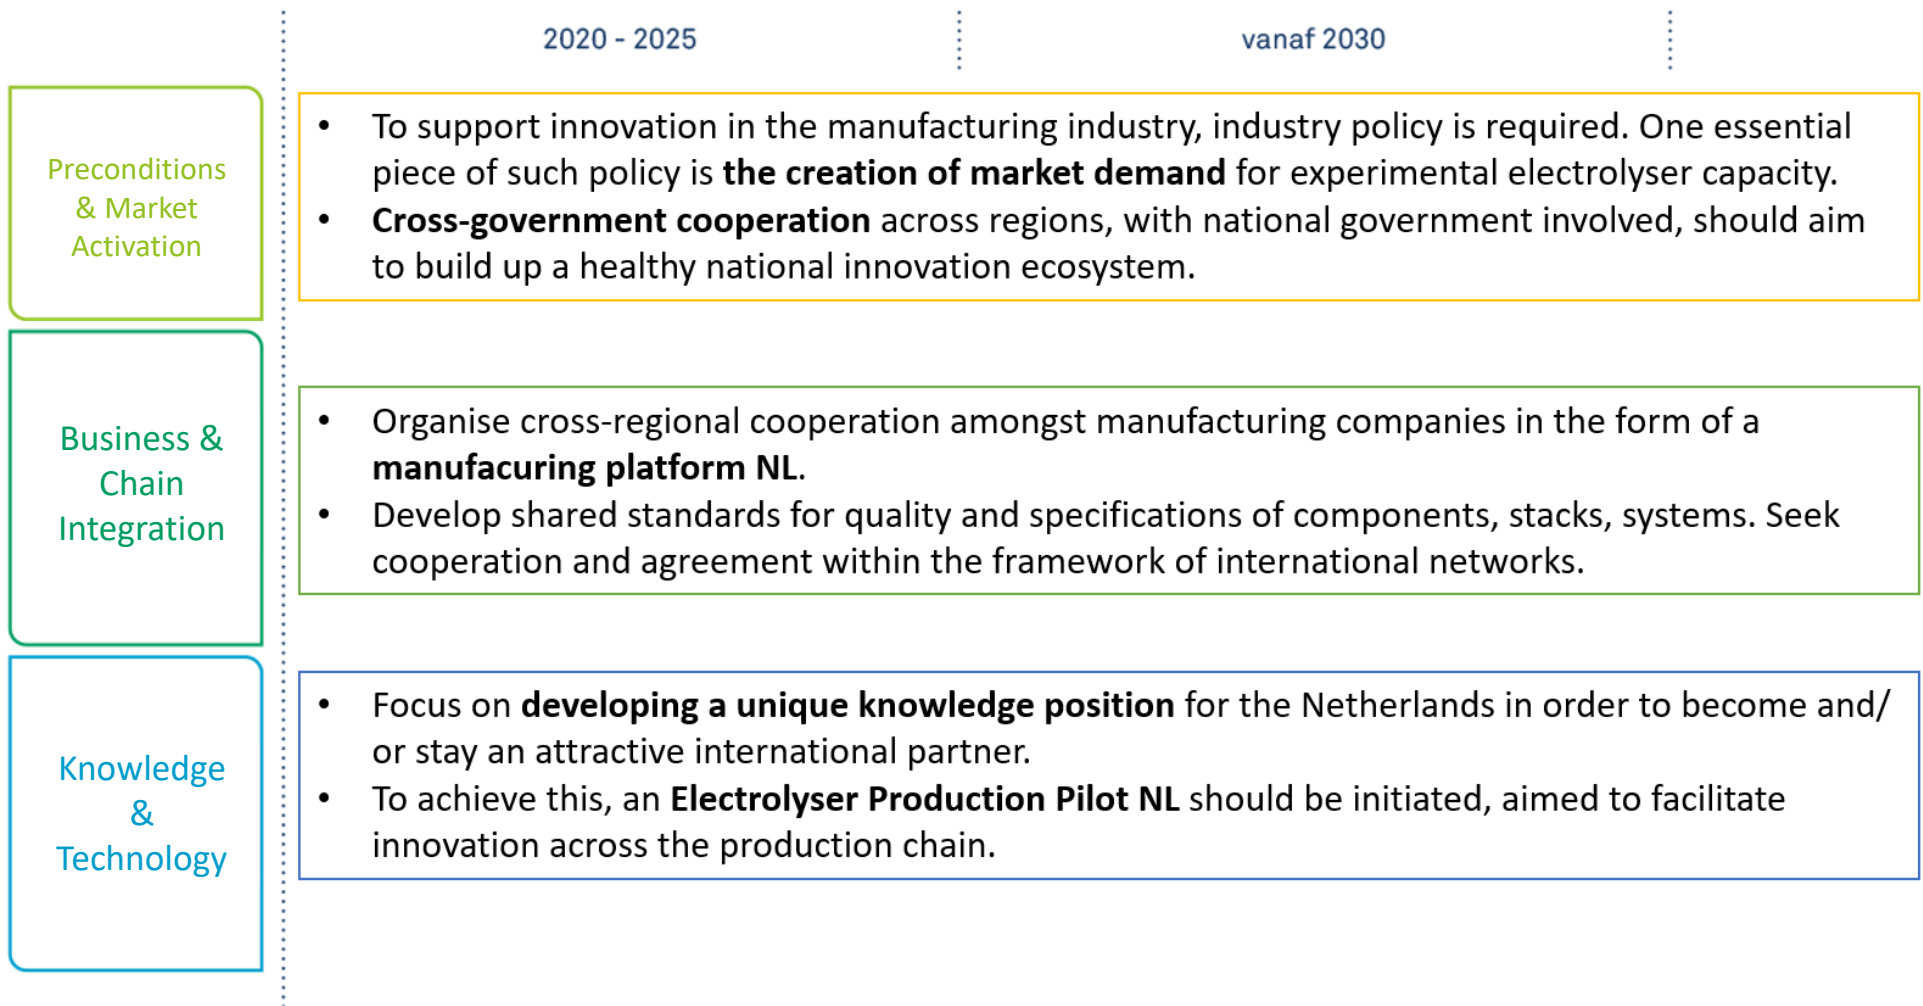 2020 - 2025
vanaf 2030
Preconditions
& Market
Activation
• To support innovation in the manufacturing industry, industry policy is required. One essential
piece of such policy is the creation of market demand for experimental electrolyser capacity.
• Cross-government cooperation across regions, with national government involved, should aim
to build up a healthy national innovation ecosystem.
Business &
Chain
Integration
• Organise cross-regional cooperation amongst manufacturing companies in the form of a
manufacuring platform NL.
• Develop shared standards for quality and specifications of components, stacks, systems. Seek
cooperation and agreement within the framework of international networks.
Knowledge
&
Technology
• Focus on developing a unique knowledge position for the Netherlands in order to become and/
or stay an attractive international partner.
• To achieve this, an Electrolyser Production Pilot NL should be initiated, aimed to facilitate
innovation across the production chain.